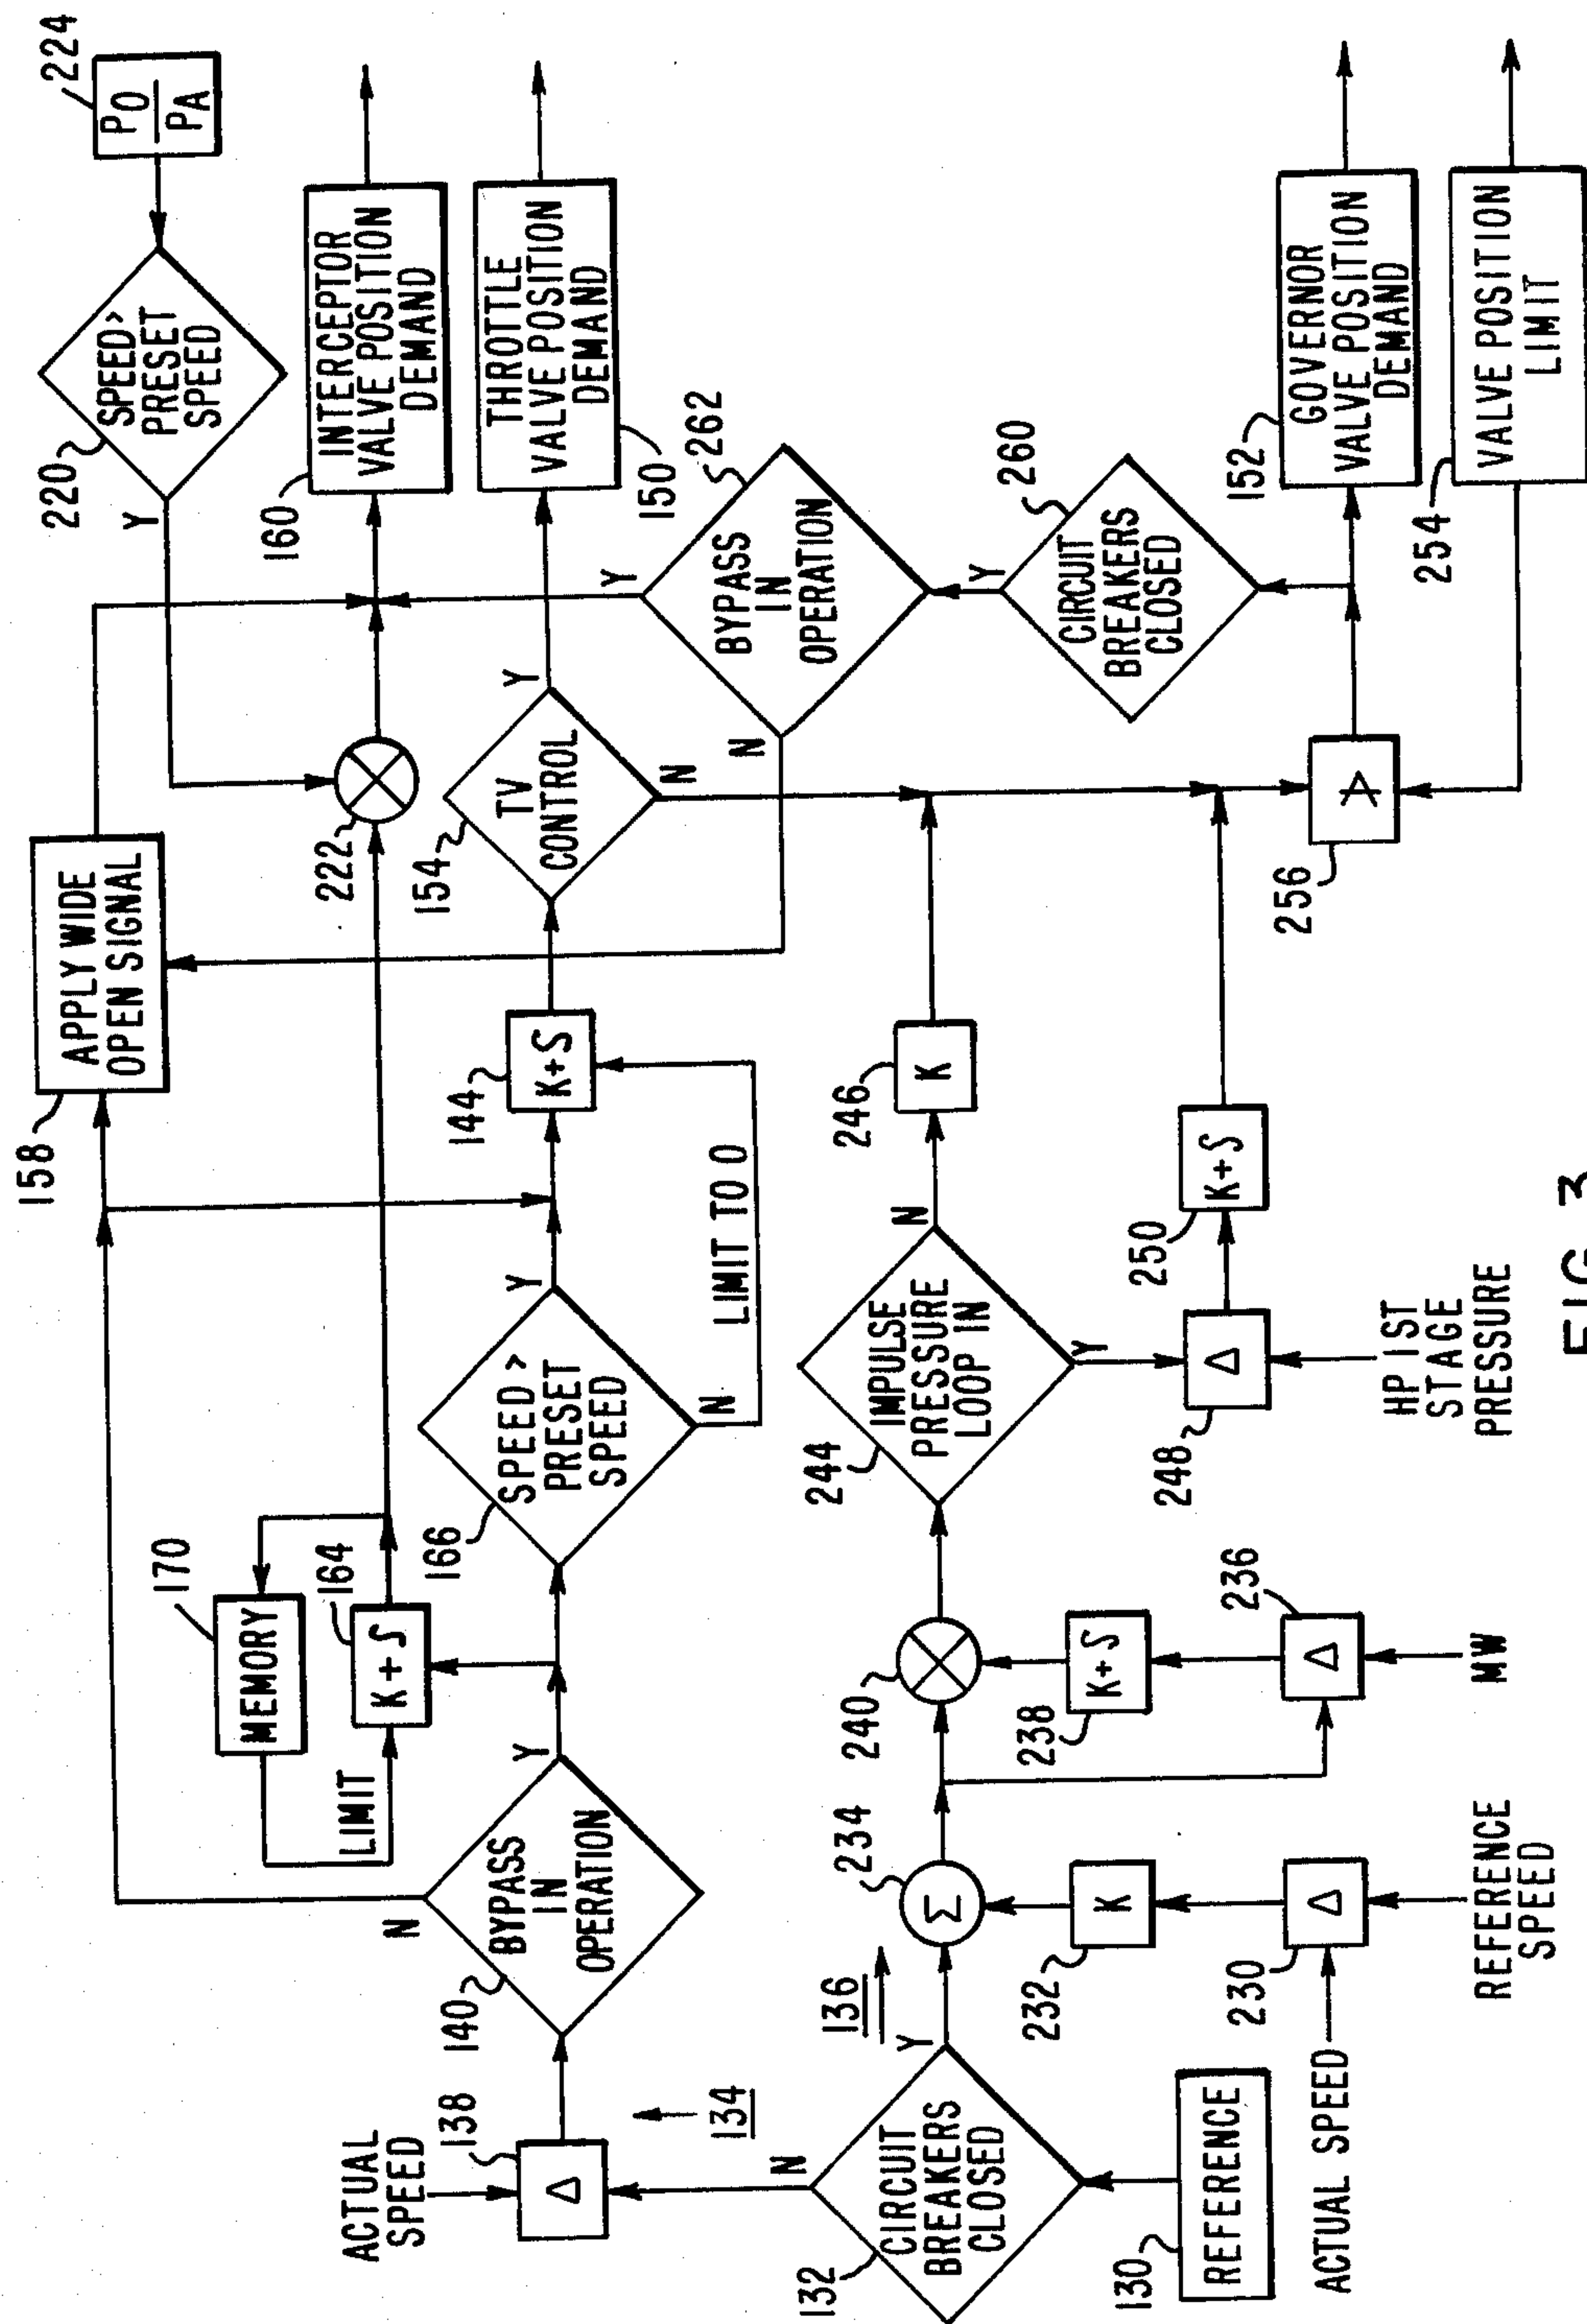 P0
PA
224
SPEED>
PRESET
SPEED
220
Y
INTERCEPTOR
VALVE POSITION
DEMAND
160
THROTTLE
VALVE POSITION
DEMAND
150
APPLY WIDE
OPEN SIGNAL
158
222
TV
CONTROL
154
Y
N
BYPASS
IN
OPERATION
262
Y
N
CIRCUIT
BREAKERS
CLOSED
260
Y
GOVERNOR
VALVE POSITION
DEMAND
152
VALVE POSITION
LIMIT
254
256
MEMORY
170
LIMIT
K+∫
164
SPEED>
PRESET
SPEED
166
Y
N
LIMIT TO 0
K+S
144
BYPASS
IN
OPERATION
140
N
Y
ACTUAL
SPEED
138
Δ
134
CIRCUIT
BREAKERS
CLOSED
132
N
Y
136
REFERENCE
130
Σ
234
K
232
Δ
230
ACTUAL SPEED
REFERENCE
SPEED
240
K+∫
238
Δ
236
MW
IMPULSE
PRESSURE
LOOP IN
244
N
Y
K
246
Δ
248
HP 1ST
STAGE
PRESSURE
K+∫
250
FIG. 3